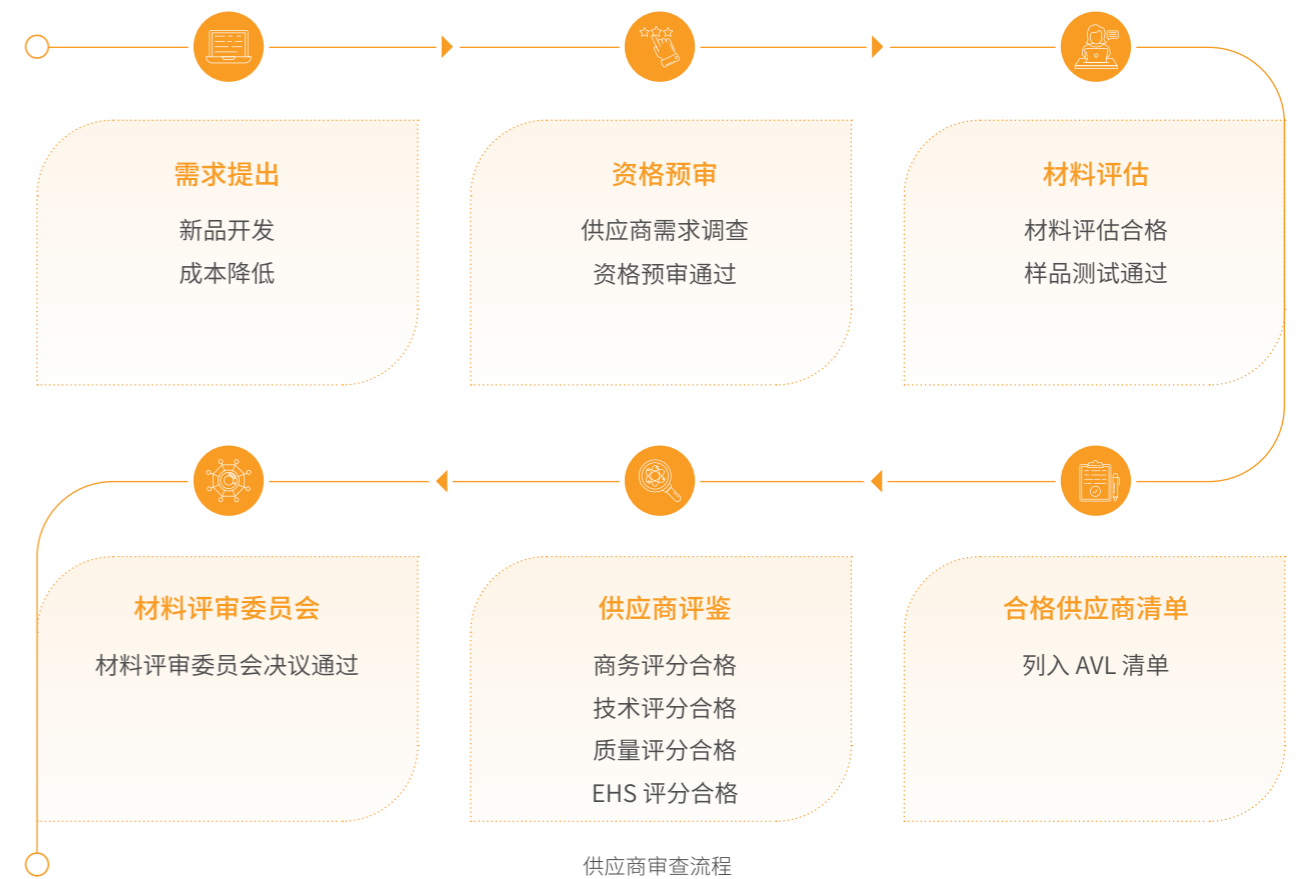 需求提出
新品开发
成本降低
资格预审
供应商需求调查
资格预审通过
材料评估
材料评估合格
样品测试通过
合格供应商清单
列入 AVL 清单
供应商评鉴
商务评分合格
技术评分合格
质量评分合格
EHS 评分合格
材料评审委员会
材料评审委员会决议通过
供应商审查流程